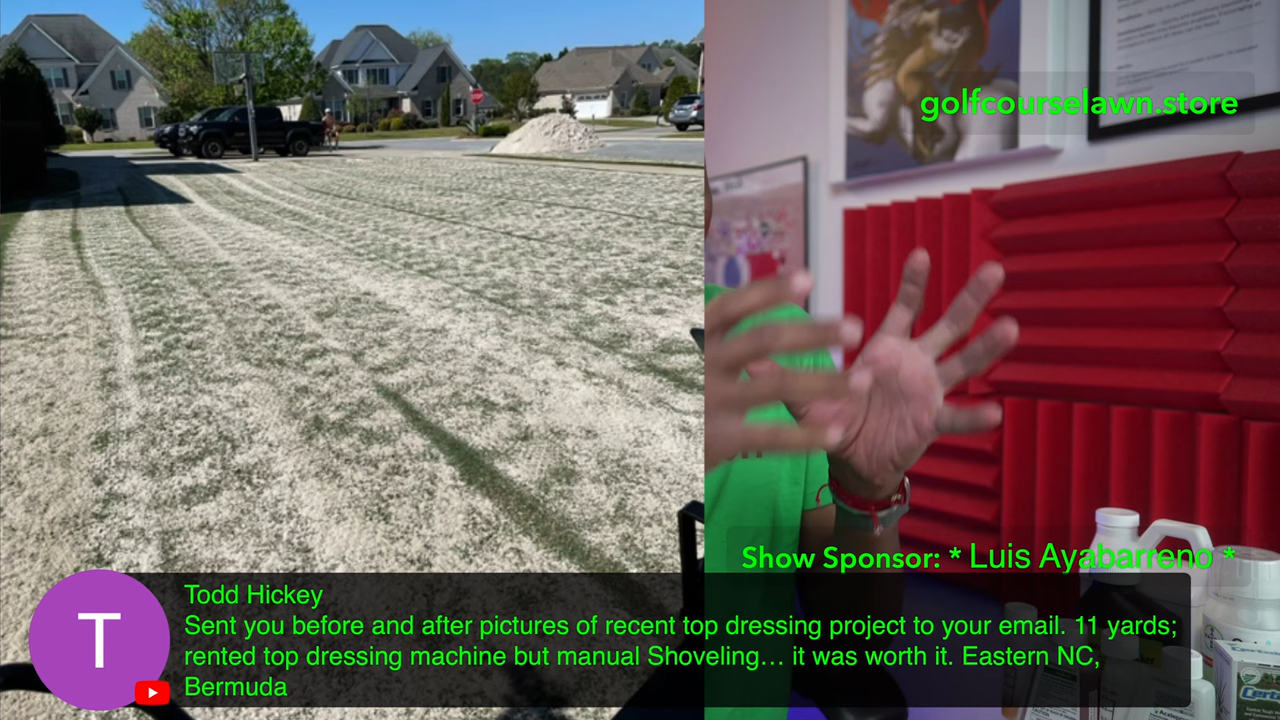 golfcourselawn.store
Show Sponsor: * Luis Ayabarreno *
T
Todd Hickey
Sent you before and after pictures of recent top dressing project to your email. 11 yards;
rented top dressing machine but manual Shoveling... it was worth it. Eastern NC,
Bermuda